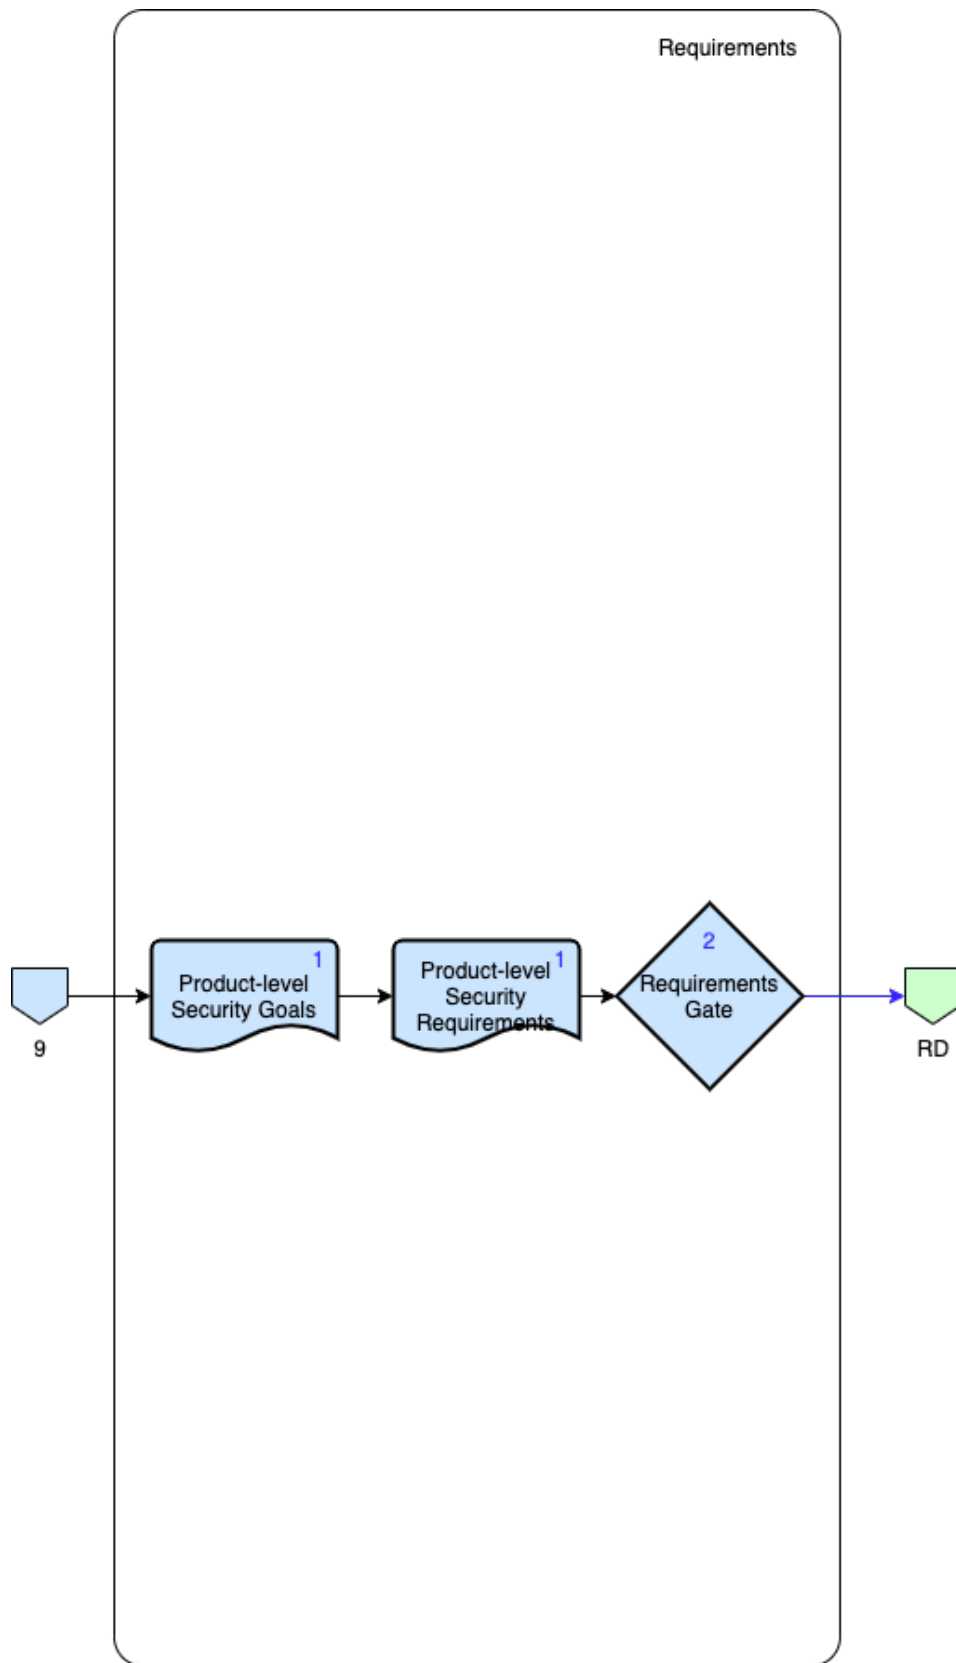 Requirements
1
Product-level
Security Goals
1
Product-level
Security
Requirements
2
Requirements
Gate
9
RD